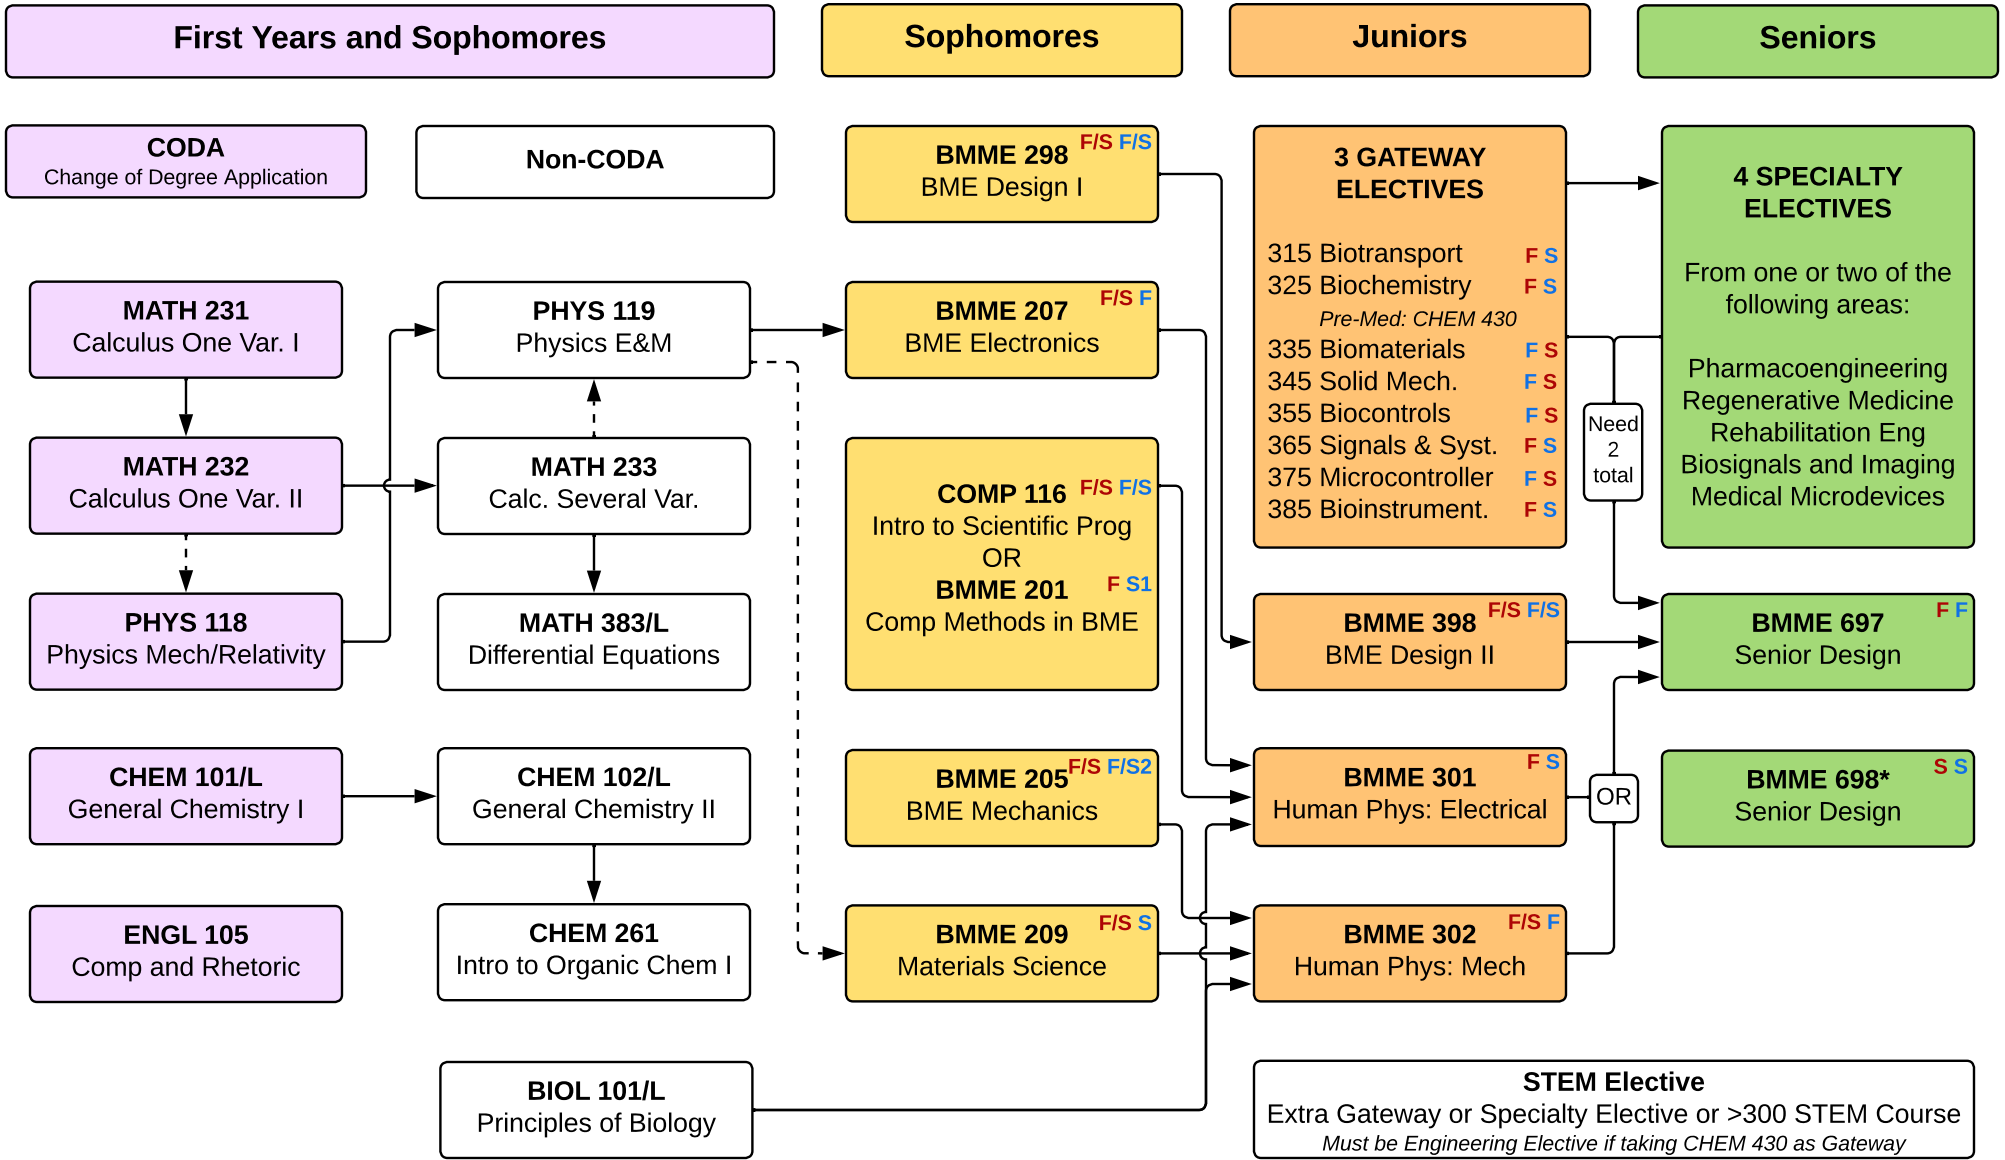 First Years and Sophomores
Sophomores
Juniors
Seniors
CODA
Change of Degree Application
Non-CODA
MATH 231
Calculus One Var. I
MATH 232
Calculus One Var. II
PHYS 118
Physics Mech/Relativity
CHEM 101/L
General Chemistry I
ENGL 105
Comp and Rhetoric
PHYS 119
Physics E&M
MATH 233
Calc. Several Var.
MATH 383/L
Differential Equations
CHEM 102/L
General Chemistry II
CHEM 261
Intro to Organic Chem I
BIOL 101/L
Principles of Biology
BMME 298 F/S F/S
BME Design I
BMME 207 F/S F
BME Electronics
COMP 116 F/S F/S
Intro to Scientific Prog
OR
BMME 201 F S1
Comp Methods in BME
BMME 205 F/S F/S2
BME Mechanics
BMME 209 F/S S
Materials Science
3 GATEWAY
ELECTIVES
315 Biotransport F S
325 Biochemistry F S
Pre-Med: CHEM 430
335 Biomaterials F S
345 Solid Mech. F S
355 Biocontrols F S
365 Signals & Syst. F S
375 Microcontroller F S
385 Bioinstrument. F S
BMME 398 F/S F/S
BME Design II
BMME 301 F S
Human Phys: Electrical
BMME 302 F/S F
Human Phys: Mech
Need
2
total
OR
4 SPECIALTY
ELECTIVES
From one or two of the
following areas:
Pharmacoengineering
Regenerative Medicine
Rehabilitation Eng
Biosignals and Imaging
Medical Microdevices
BMME 697 F F
Senior Design
BMME 698* S S
Senior Design
STEM Elective
Extra Gateway or Specialty Elective or >300 STEM Course
Must be Engineering Elective if taking CHEM 430 as Gateway